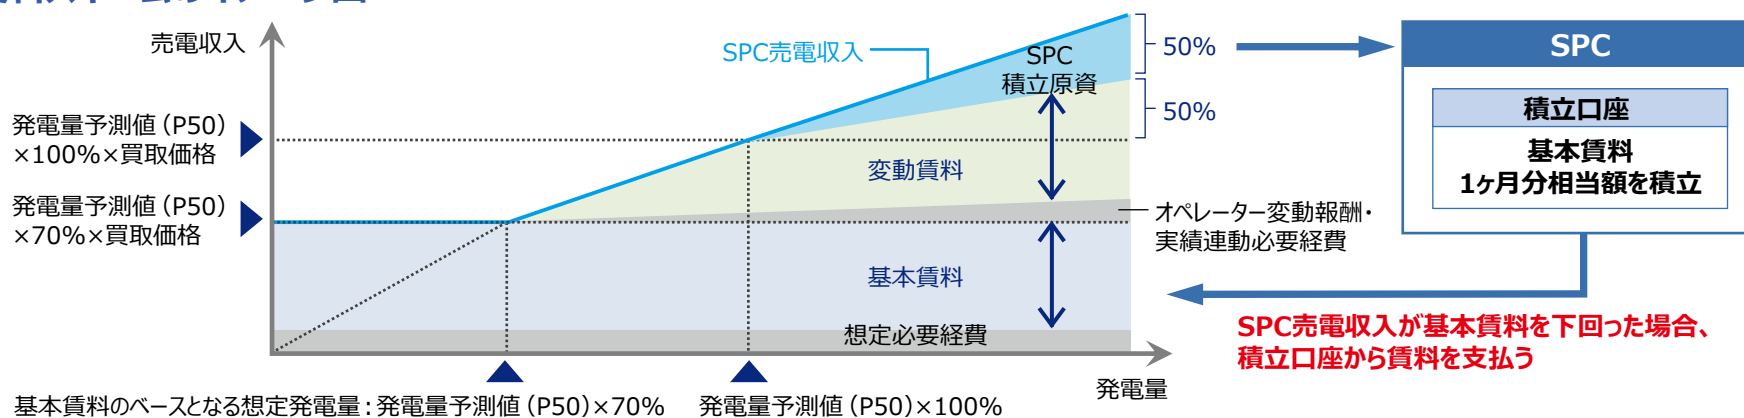 売電収入
SPC売電収入
SPC
積立原資
50%
50%
SPC
積立口座
基本賃料
1ヶ月分相当額を積立
発電量予測値（P50）
×100%×買取価格
変動賃料
発電量予測値（P50）
×70%×買取価格
オペレーター変動報酬・
実績連動必要経費
基本賃料
想定必要経費
SPC売電収入が基本賃料を下回った場合、
積立口座から賃料を支払う
発電量
基本賃料のベースとなる想定発電量：発電量予測値（P50）×70%
発電量予測値（P50）×100%